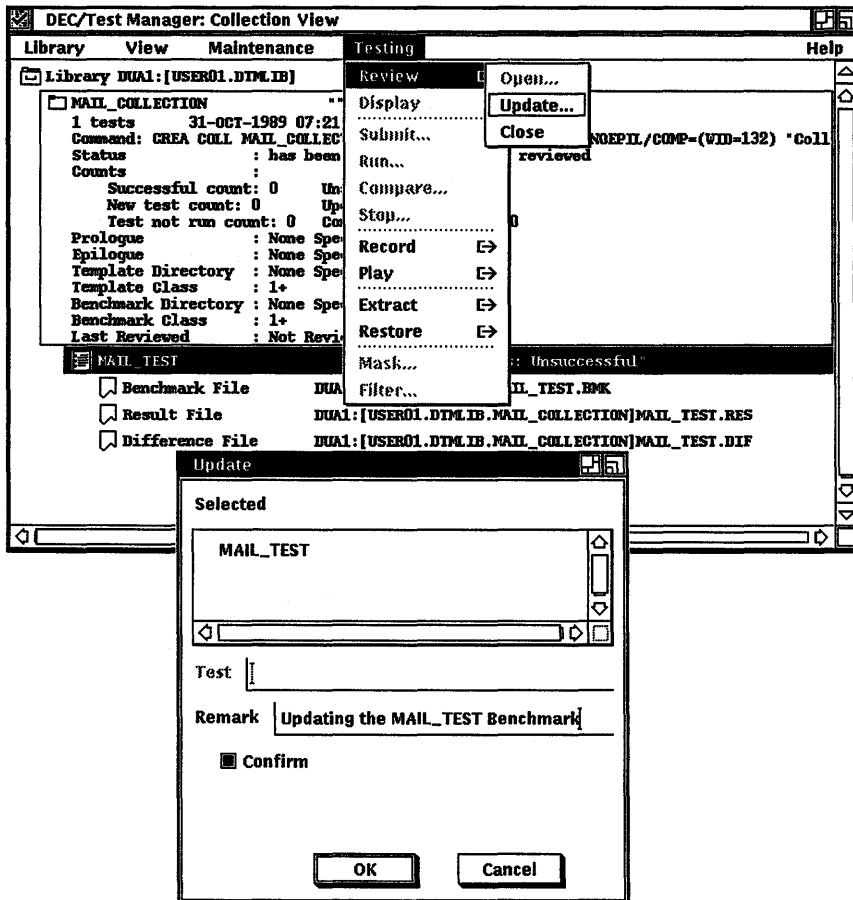 DEC/Test Manager: Collection View
Library View Maintenance Testing Help
Library DUA1:[USER01.DTMLIB]
MAIL_COLLECTION ""
1 tests 31-OCT-1989 07:21
Command: CREA COLL MAIL_COLLEC NOEPIL/COMP=(WID=132) "Coll
Status : has been reviewed
Counts :
Successful count: 0 Un
New test count: 0 Up
Test not run count: 0 Co 0
Prologue : None Spe
Epilogue : None Spe
Template Directory : None Spe
Template Class : 1+
Benchmark Directory : None Spe
Benchmark Class : 1+
Last Reviewed : Not Revi
MAIL_TEST : Unsuccessful"
Benchmark File DUA IL_TEST.BMK
Result File DUA1:[USER01.DTMLIB.MAIL_COLLECTION]MAIL_TEST.RES
Difference File DUA1:[USER01.DTMLIB.MAIL_COLLECTION]MAIL_TEST.DIF
Review
Display
Submit...
Run...
Compare...
Stop...
Record
Play
Extract
Restore
Mask...
Filter...
Open...
Update...
Close
Update
Selected
MAIL_TEST
Test
Remark Updating the MAIL_TEST Benchmark
Confirm
OK Cancel